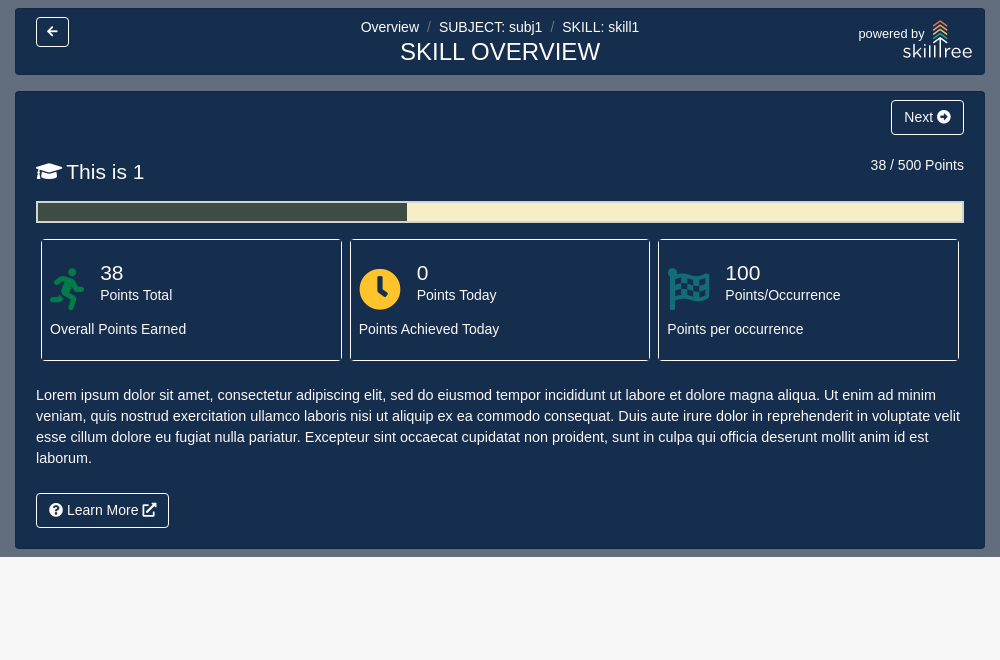 Overview / SUBJECT: subj1 / SKILL: skill1
SKILL OVERVIEW
powered by
skilltree
Next
This is 1
38 / 500 Points
38
Points Total
Overall Points Earned
0
Points Today
Points Achieved Today
100
Points/Occurrence
Points per occurrence
Lorem ipsum dolor sit amet, consectetur adipiscing elit, sed do eiusmod tempor incididunt ut labore et dolore magna aliqua. Ut enim ad minim
veniam, quis nostrud exercitation ullamco laboris nisi ut aliquip ex ea commodo consequat. Duis aute irure dolor in reprehenderit in voluptate velit
esse cillum dolore eu fugiat nulla pariatur. Excepteur sint occaecat cupidatat non proident, sunt in culpa qui officia deserunt mollit anim id est
laborum.
Learn More